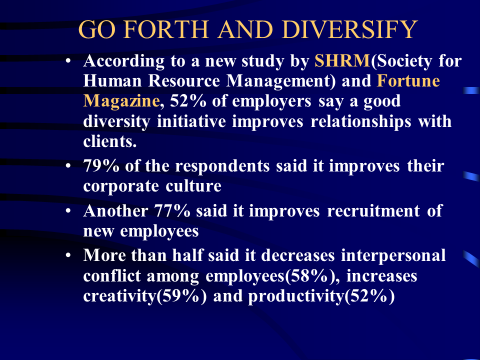 GO FORTH AND DIVERSIFY
• According to a new study by SHRM(Society for
Human Resource Management) and Fortune
Magazine, 52% of employers say a good
diversity initiative improves relationships with
clients.
• 79% of the respondents said it improves their
corporate culture
• Another 77% said it improves recruitment of
new employees
• More than half said it decreases interpersonal
conflict among employees(58%), increases
creativity(59%) and productivity(52%)